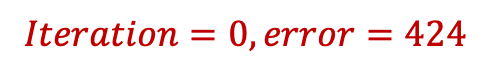 Iteration = 0, error = 424